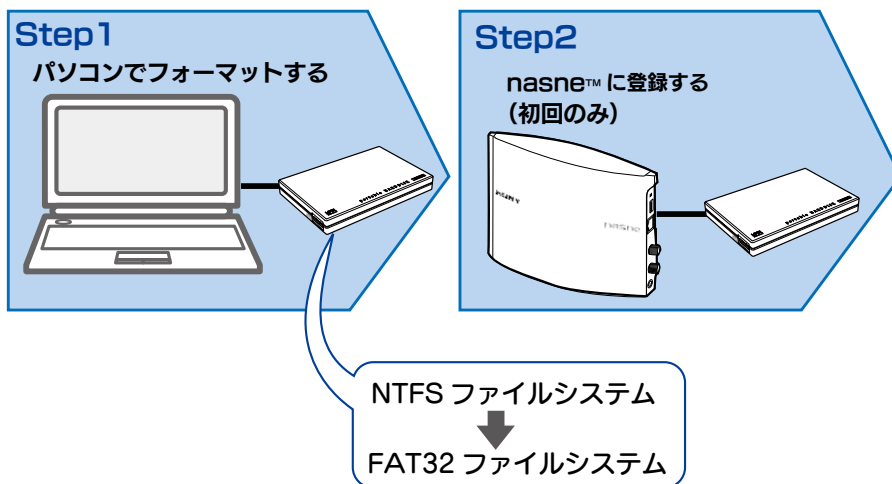 Step1
パソコンでフォーマットする
Step2
nasne™ に登録する
（初回のみ）
SONY
nasne
NTFS ファイルシステム
FAT32 ファイルシステム